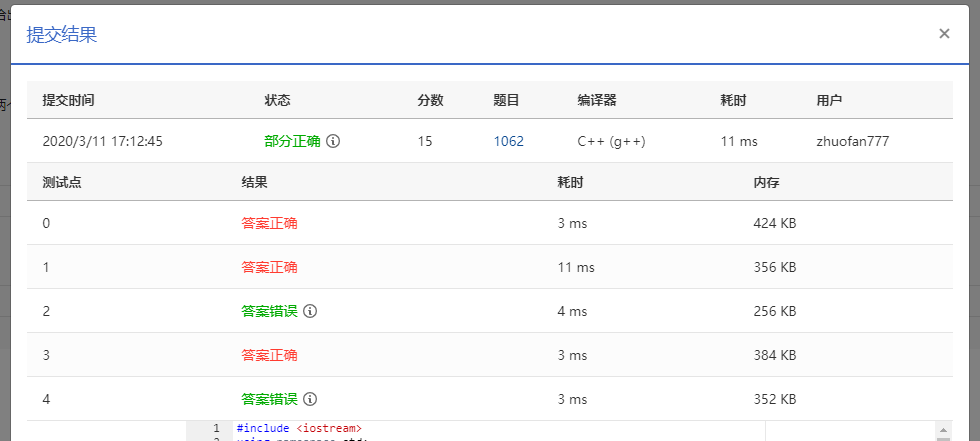 提交结果
×
提交时间 状态 分数 题目 编译器 耗时 用户
2020/3/11 17:12:45 部分正确 15 1062 C++ (g++) 11 ms zhuofan777
测试点 结果 耗时 内存
0 答案正确 3 ms 424 KB
1 答案正确 11 ms 356 KB
2 答案错误 4 ms 256 KB
3 答案正确 3 ms 384 KB
4 答案错误 3 ms 352 KB
1 #include <iostream>